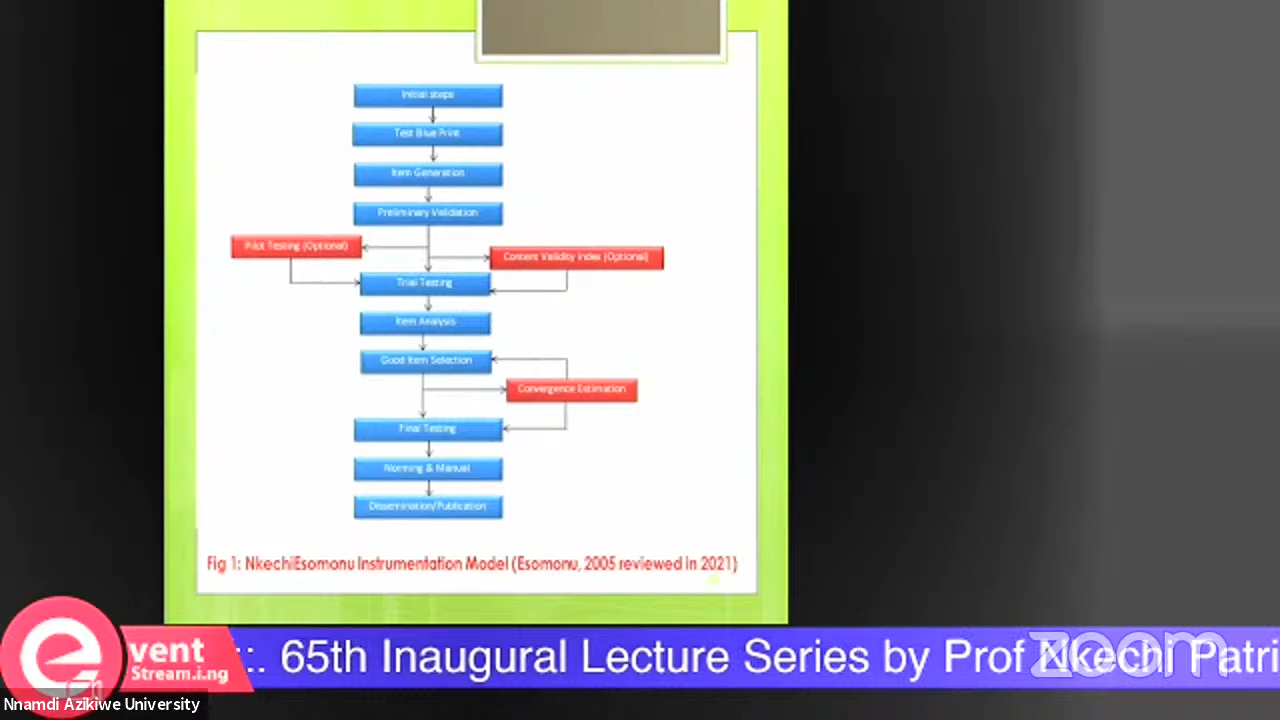 Initial steps
Test Blue Print
Item Generation
Preliminary Validation
Pilot Testing (Optional)
Content Validity Index (Optional)
Trial Testing
Item Analysis
Good Item Selection
Convergence Estimation
Final Testing
Norming & Manual
Dissemination/Publication
Fig 1: NkechiEsomonu Instrumentation Model (Esomonu, 2005 reviewed in 2021)
event
Stream.i.ng
::. 65th Inaugural Lecture Series by Prof Nkechi Patri
zoom
Nnamdi Azikiwe University